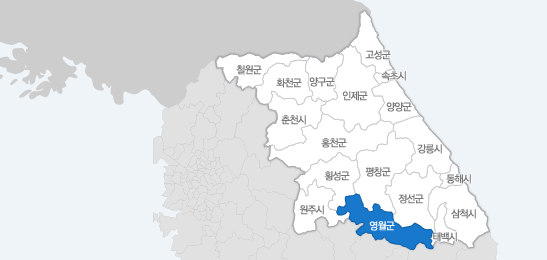 고성군
철원군
속초시
화천군
양구군
인제군
양양군
춘천시
홍천군
강릉시
횡성군
평창군
동해시
정선군
원주시
삼척시
영월군
태백시